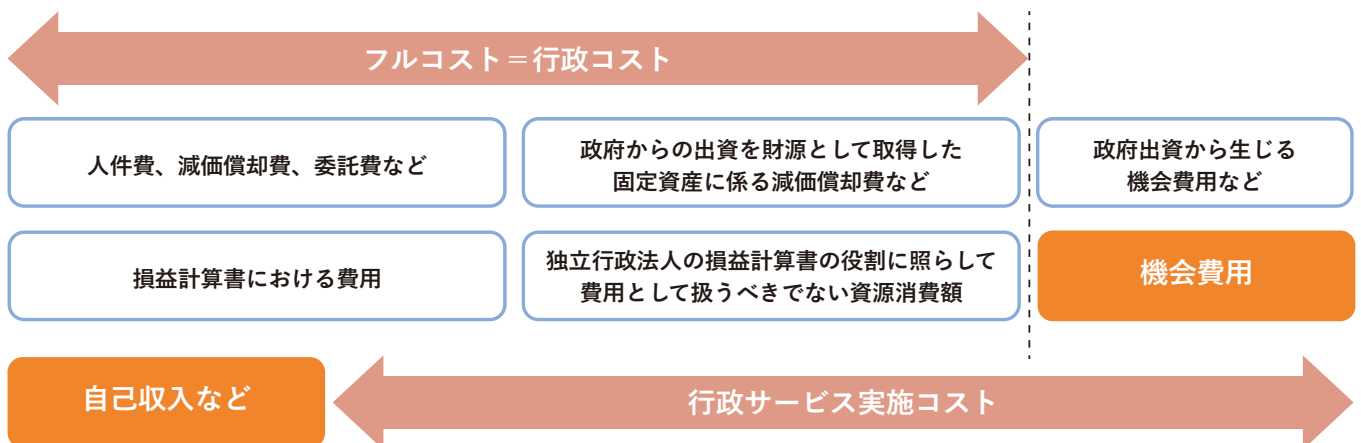 フルコスト＝行政コスト
人件費、減価償却費、委託費など
政府からの出資を財源として取得した
固定資産に係る減価償却費など
政府出資から生じる
機会費用など
損益計算書における費用
独立行政法人の損益計算書の役割に照らして
費用として扱うべきでない資源消費額
機会費用
自己収入など
行政サービス実施コスト